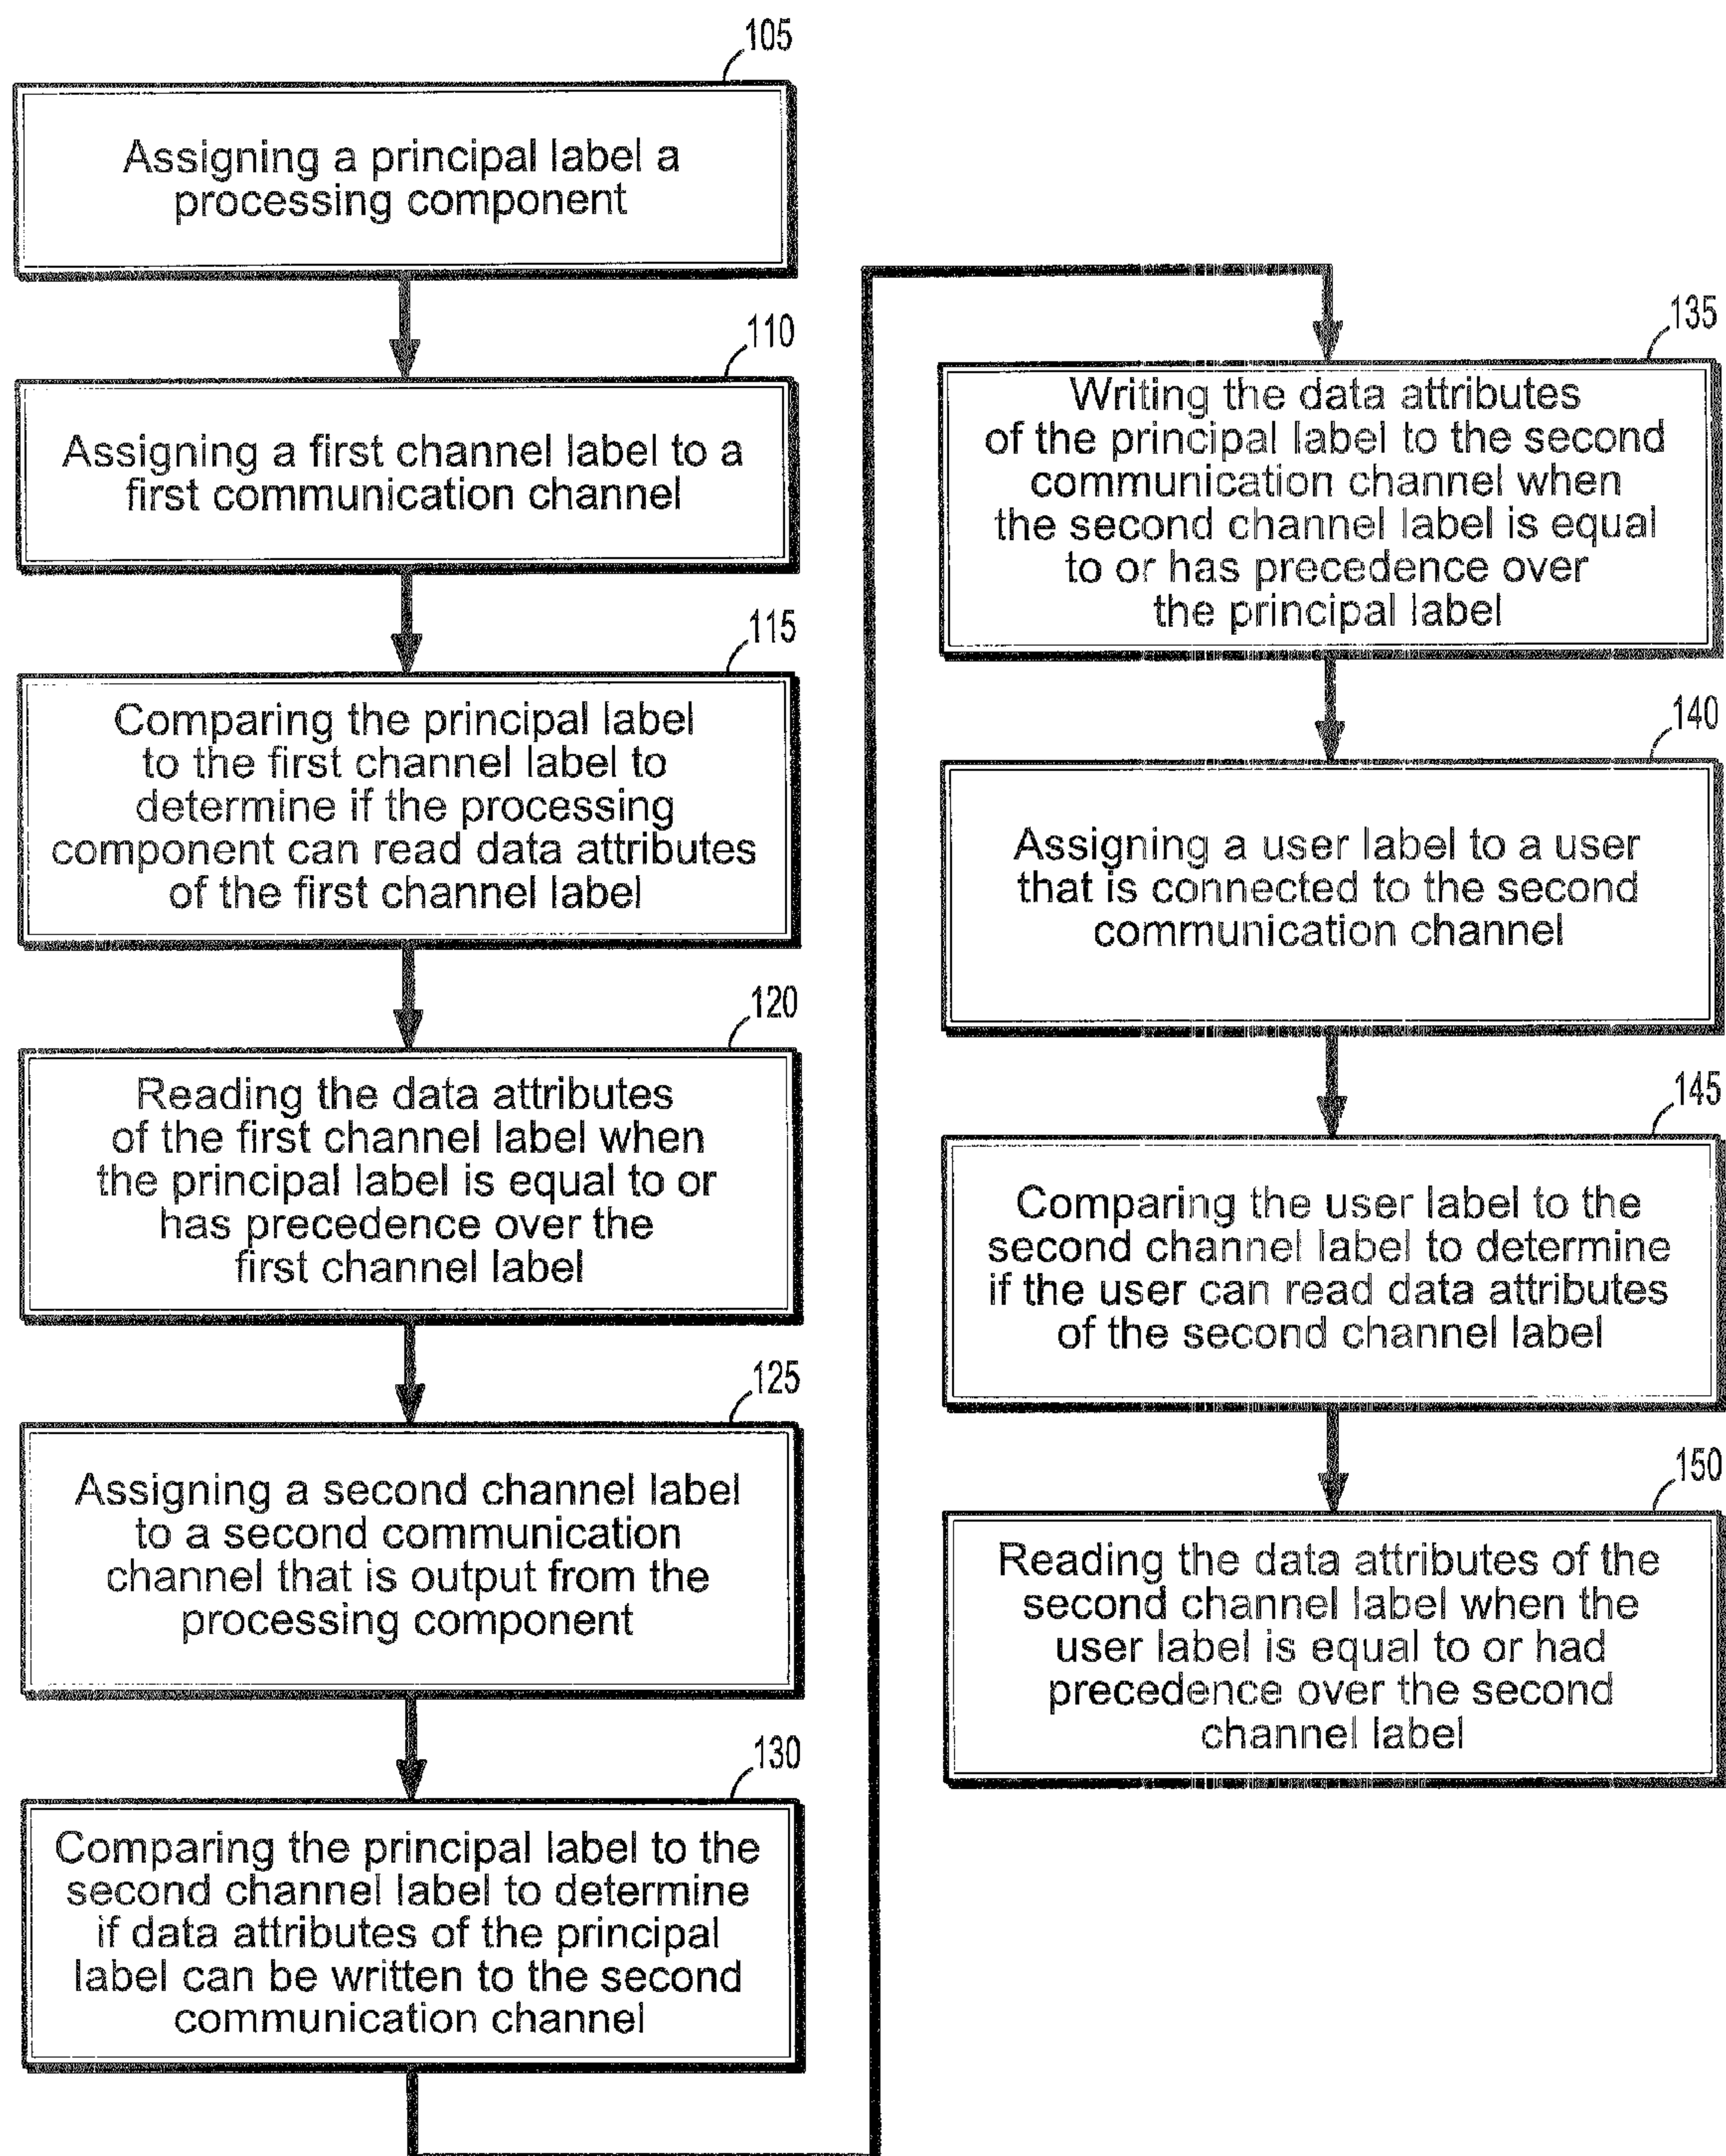 105
Assigning a principal label a
processing component
110
Assigning a first channel label to a
first communication channel
115
Comparing the principal label
to the first channel label to
determine if the processing
component can read data attributes
of the first channel label
120
Reading the data attributes
of the first channel label when
the principal label is equal to or
has precedence over the
first channel label
125
Assigning a second channel label
to a second communication
channel that is output from the
processing component
130
Comparing the principal label to the
second channel label to determine
if data attributes of the principal
label can be written to the second
communication channel
135
Writing the data attributes
of the principal label to the second
communication channel when
the second channel label is equal
to or has precedence over
the principal label
140
Assigning a user label to a user
that is connected to the second
communication channel
145
Comparing the user label to the
second channel label to determine
if the user can read data attributes
of the second channel label
150
Reading the data attributes of the
second channel label when the
user label is equal to or had
precedence over the second
channel label